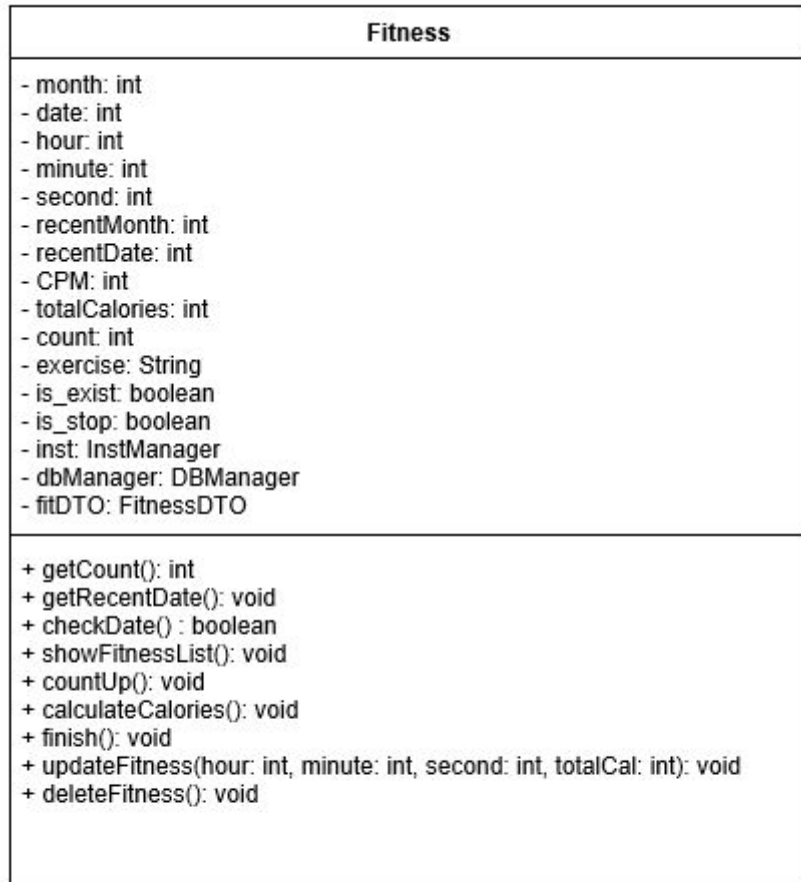 Fitness
- month: int
- date: int
- hour: int
- minute: int
- second: int
- recentMonth: int
- recentDate: int
- CPM: int
- totalCalories: int
- count: int
- exercise: String
- is_exist: boolean
- is_stop: boolean
- inst: InstManager
- dbManager: DBManager
- fitDTO: FitnessDTO
+ getCount(): int
+ getRecentDate(): void
+ checkDate() : boolean
+ showFitnessList(): void
+ countUp(): void
+ calculateCalories(): void
+ finish(): void
+ updateFitness(hour: int, minute: int, second: int, totalCal: int): void
+ deleteFitness(): void